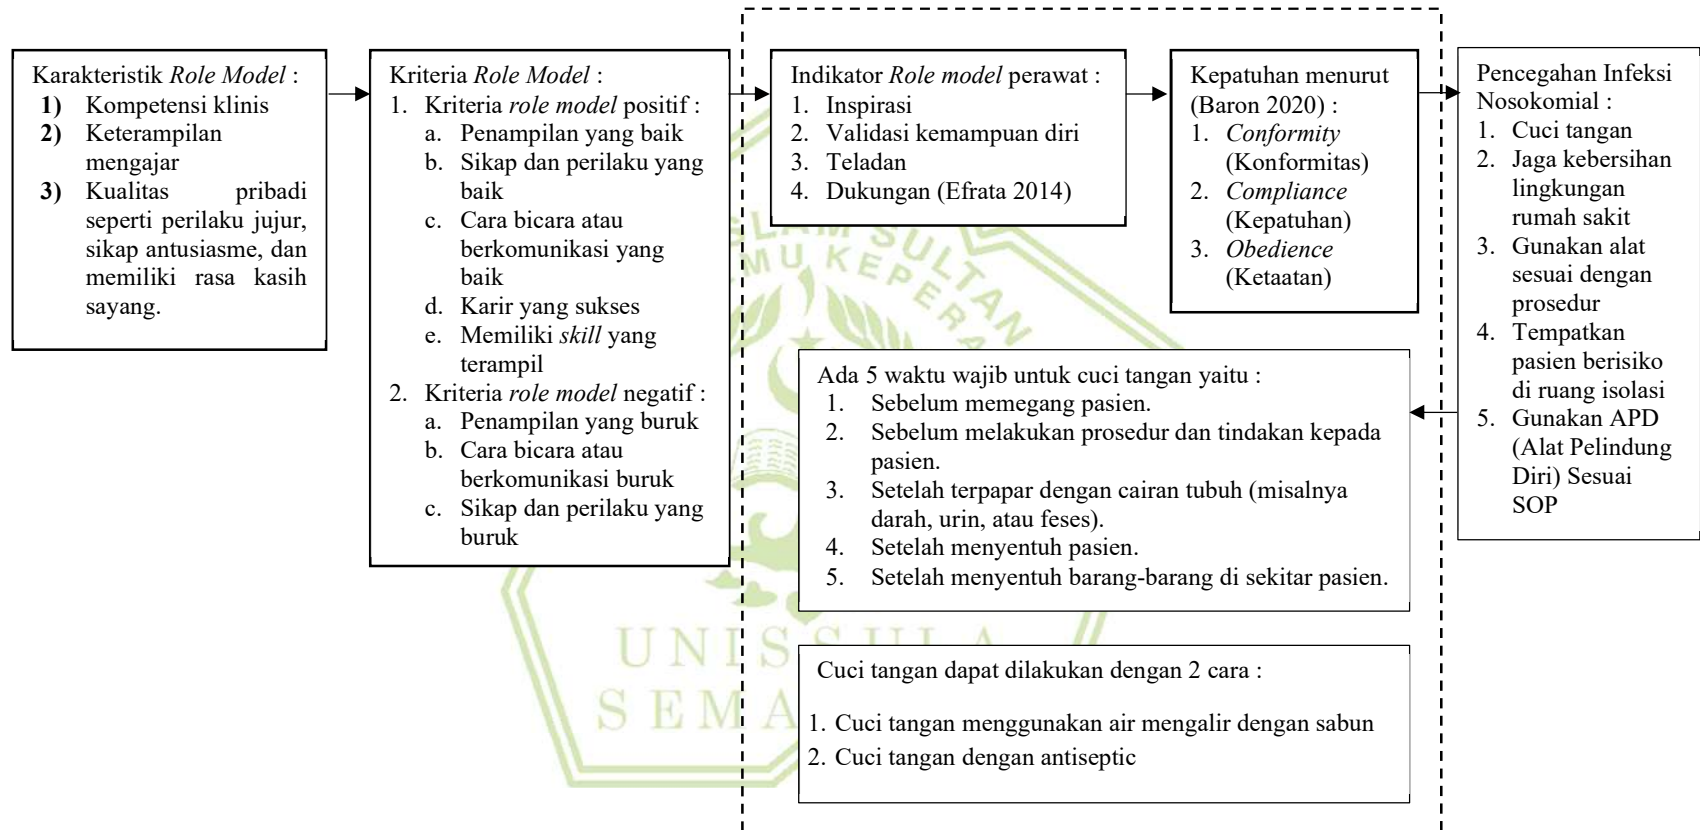 Karakteristik Role Model :
1) Kompetensi klinis
2) Keterampilan
mengajar
3) Kualitas pribadi
seperti perilaku jujur,
sikap antusiasme, dan
memiliki rasa kasih
sayang.
Kriteria Role Model :
1. Kriteria role model positif :
a. Penampilan yang baik
b. Sikap dan perilaku yang
baik
c. Cara bicara atau
berkomunikasi yang
baik
d. Karir yang sukses
e. Memiliki skill yang
terampil
2. Kriteria role model negatif :
a. Penampilan yang buruk
b. Cara bicara atau
berkomunikasi buruk
c. Sikap dan perilaku yang
buruk
Indikator Role model perawat :
1. Inspirasi
2. Validasi kemampuan diri
3. Teladan
4. Dukungan (Efrata 2014)
Kepatuhan menurut
(Baron 2020) :
1. Conformity
(Konformitas)
2. Compliance
(Kepatuhan)
3. Obedience
(Ketaatan)
Pencegahan Infeksi
Nosokomial :
1. Cuci tangan
2. Jaga kebersihan
lingkungan
rumah sakit
3. Gunakan alat
sesuai dengan
prosedur
4. Tempatkan
pasien berisiko
di ruang isolasi
5. Gunakan APD
(Alat Pelindung
Diri) Sesuai
SOP
Ada 5 waktu wajib untuk cuci tangan yaitu :
1. Sebelum memegang pasien.
2. Sebelum melakukan prosedur dan tindakan kepada
pasien.
3. Setelah terpapar dengan cairan tubuh (misalnya
darah, urin, atau feses).
4. Setelah menyentuh pasien.
5. Setelah menyentuh barang-barang di sekitar pasien.
Cuci tangan dapat dilakukan dengan 2 cara :
1. Cuci tangan menggunakan air mengalir dengan sabun
2. Cuci tangan dengan antiseptic
SULTAN
UNISSULA